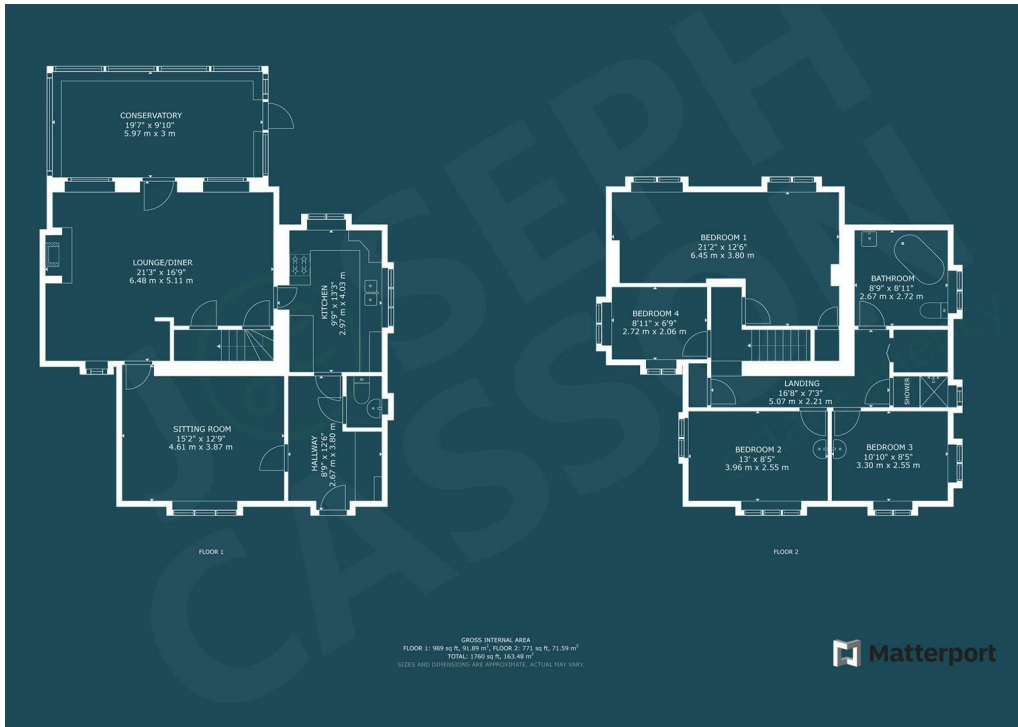 CONSERVATORY
19'7" x 9'10"
5.97 m x 3 m
LOUNGE/DINER
21'3" x 16'9"
6.48 m x 5.11 m
KITCHEN
9'9" x 13'3"
2.97 m x 4.03 m
SITTING ROOM
15'2" x 12'9"
4.61 m x 3.87 m
HALLWAY
8'9" x 12'6"
2.67 m x 3.80 m
FLOOR 1
BEDROOM 1
21'2" x 12'6"
6.45 m x 3.80 m
BATHROOM
8'9" x 8'11"
2.67 m x 2.72 m
BEDROOM 4
8'11" x 6'9"
2.72 m x 2.06 m
LANDING
16'8" x 7'3"
5.07 m x 2.21 m
SHOWER
BEDROOM 2
13' x 8'5"
3.96 m x 2.55 m
BEDROOM 3
10'10" x 8'5"
3.30 m x 2.55 m
FLOOR 2
GROSS INTERNAL AREA
FLOOR 1: 989 sq ft, 91.89 m², FLOOR 2: 771 sq ft, 71.59 m²
TOTAL: 1760 sq ft, 163.48 m²
SIZES AND DIMENSIONS ARE APPROXIMATE, ACTUAL MAY VARY.
Matterport
JOSEPH
CASSON